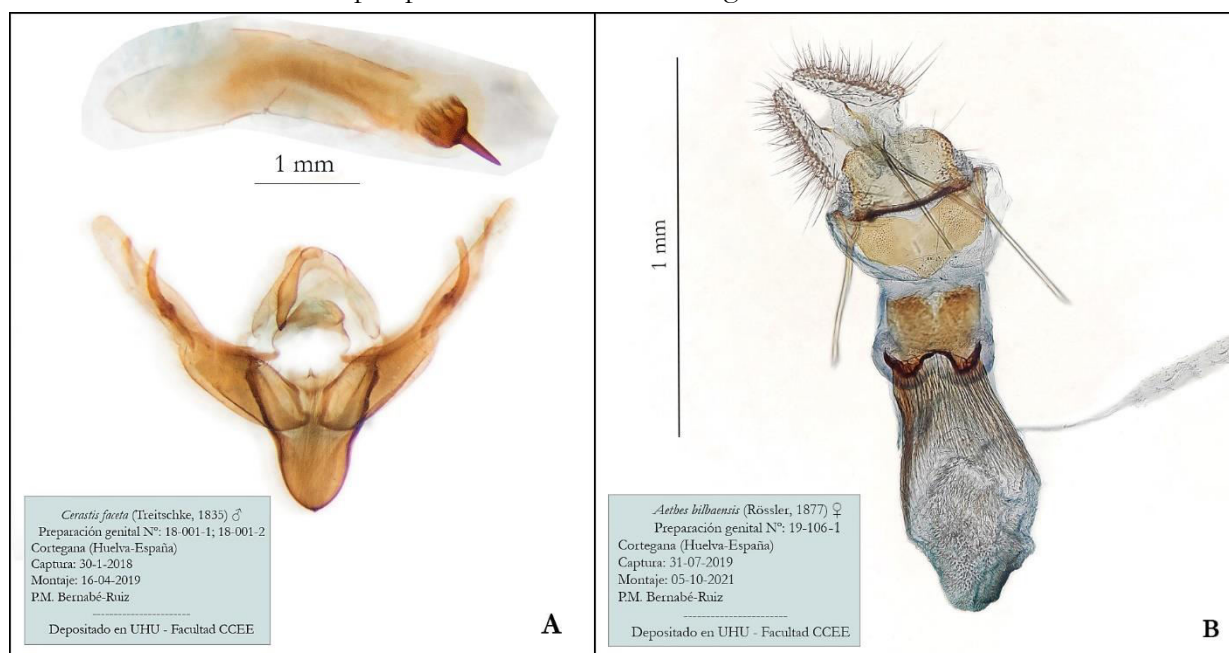 1 mm
Cerastis faceta (Treitschke, 1835) ♂
Preparación genital Nº: 18-001-1; 18-001-2
Cortegana (Huelva-España)
Captura: 30-1-2018
Montaje: 16-04-2019
P.M. Bernabé-Ruiz
----------------------
Depositado en UHU - Facultad CCEE
A
1 mm
Aethes bilbaensis (Rössler, 1877) ♀
Preparación genital Nº: 19-106-1
Cortegana (Huelva-España)
Captura: 31-07-2019
Montaje: 05-10-2021
P.M. Bernabé-Ruiz
------------------------
Depositado en UHU - Facultad CCEE
B